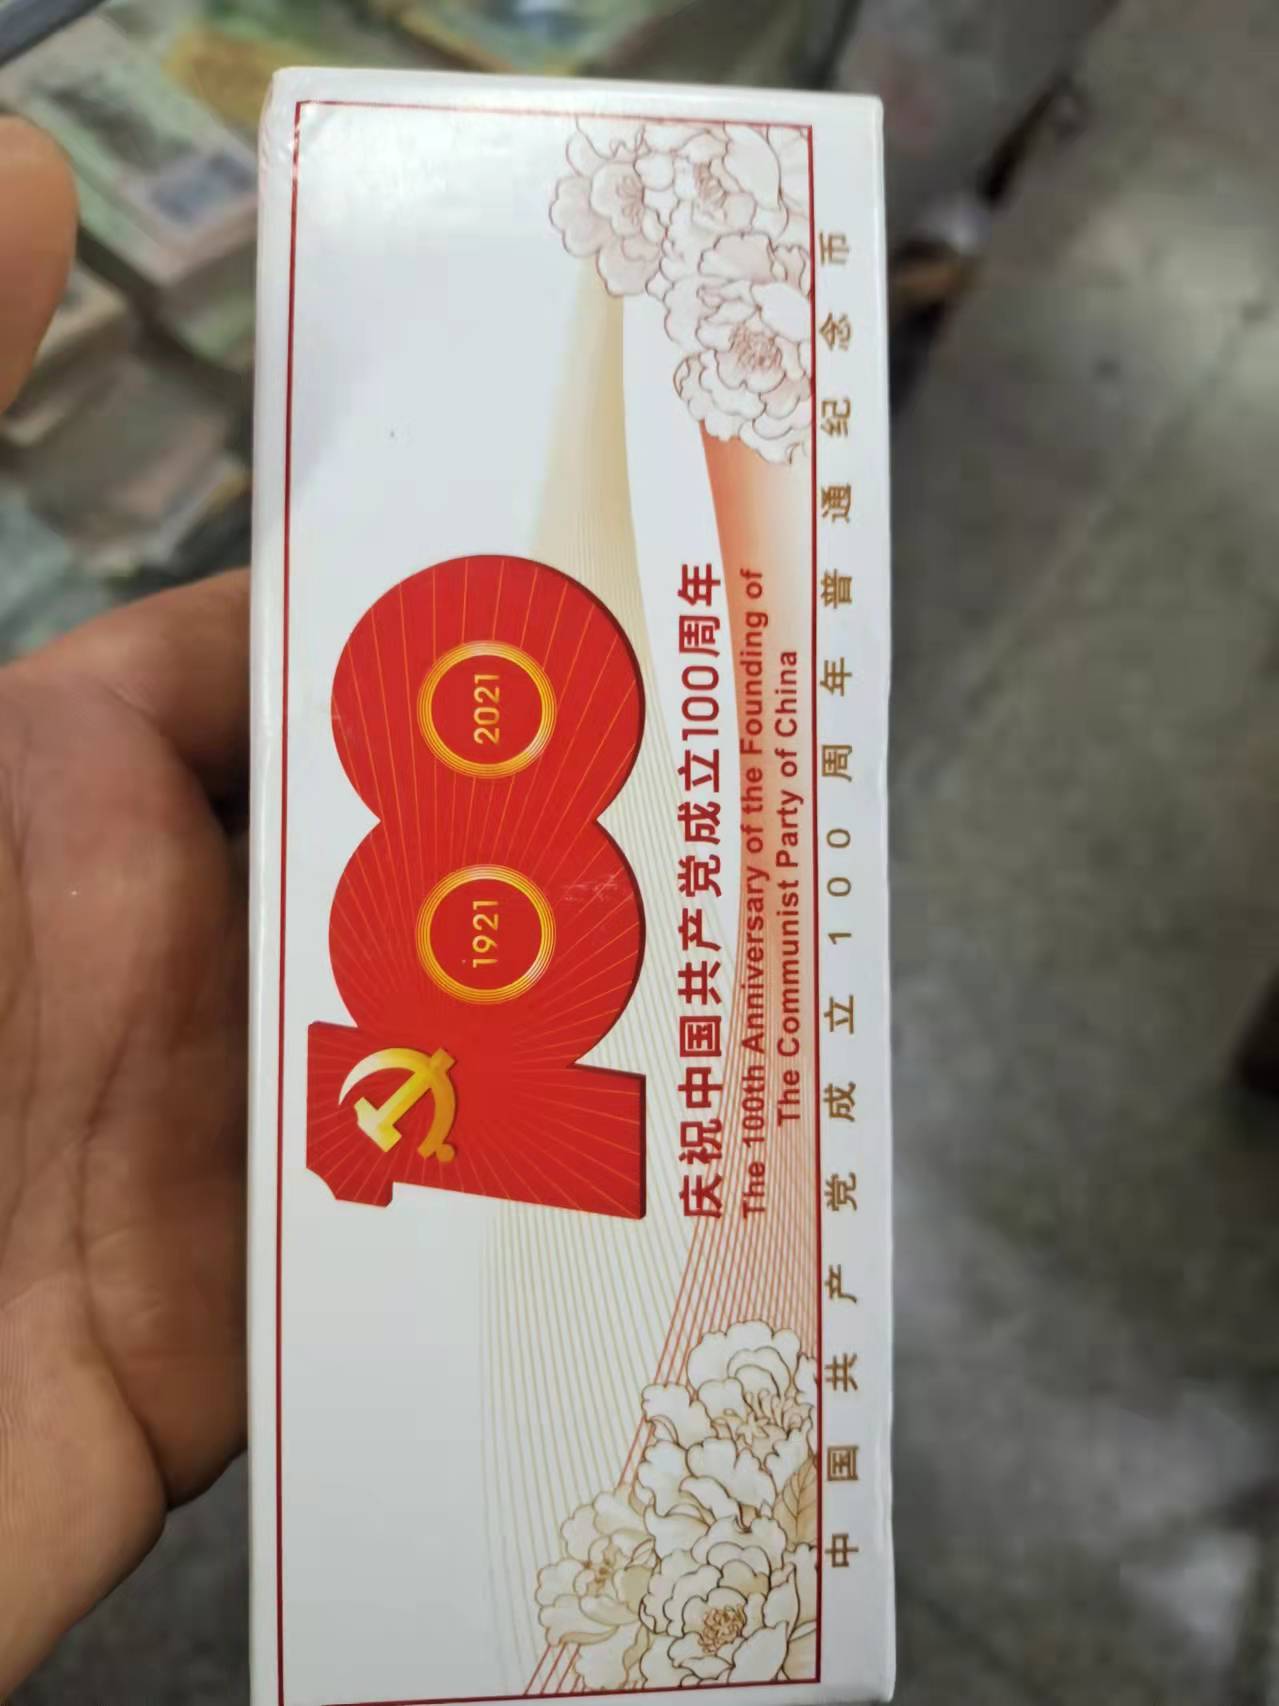 1921
2021
庆祝中国共产党成立100周年
The 100th Anniversary of the Founding of
The Communist Party of China
中国共产党成立100周年普通纪念币